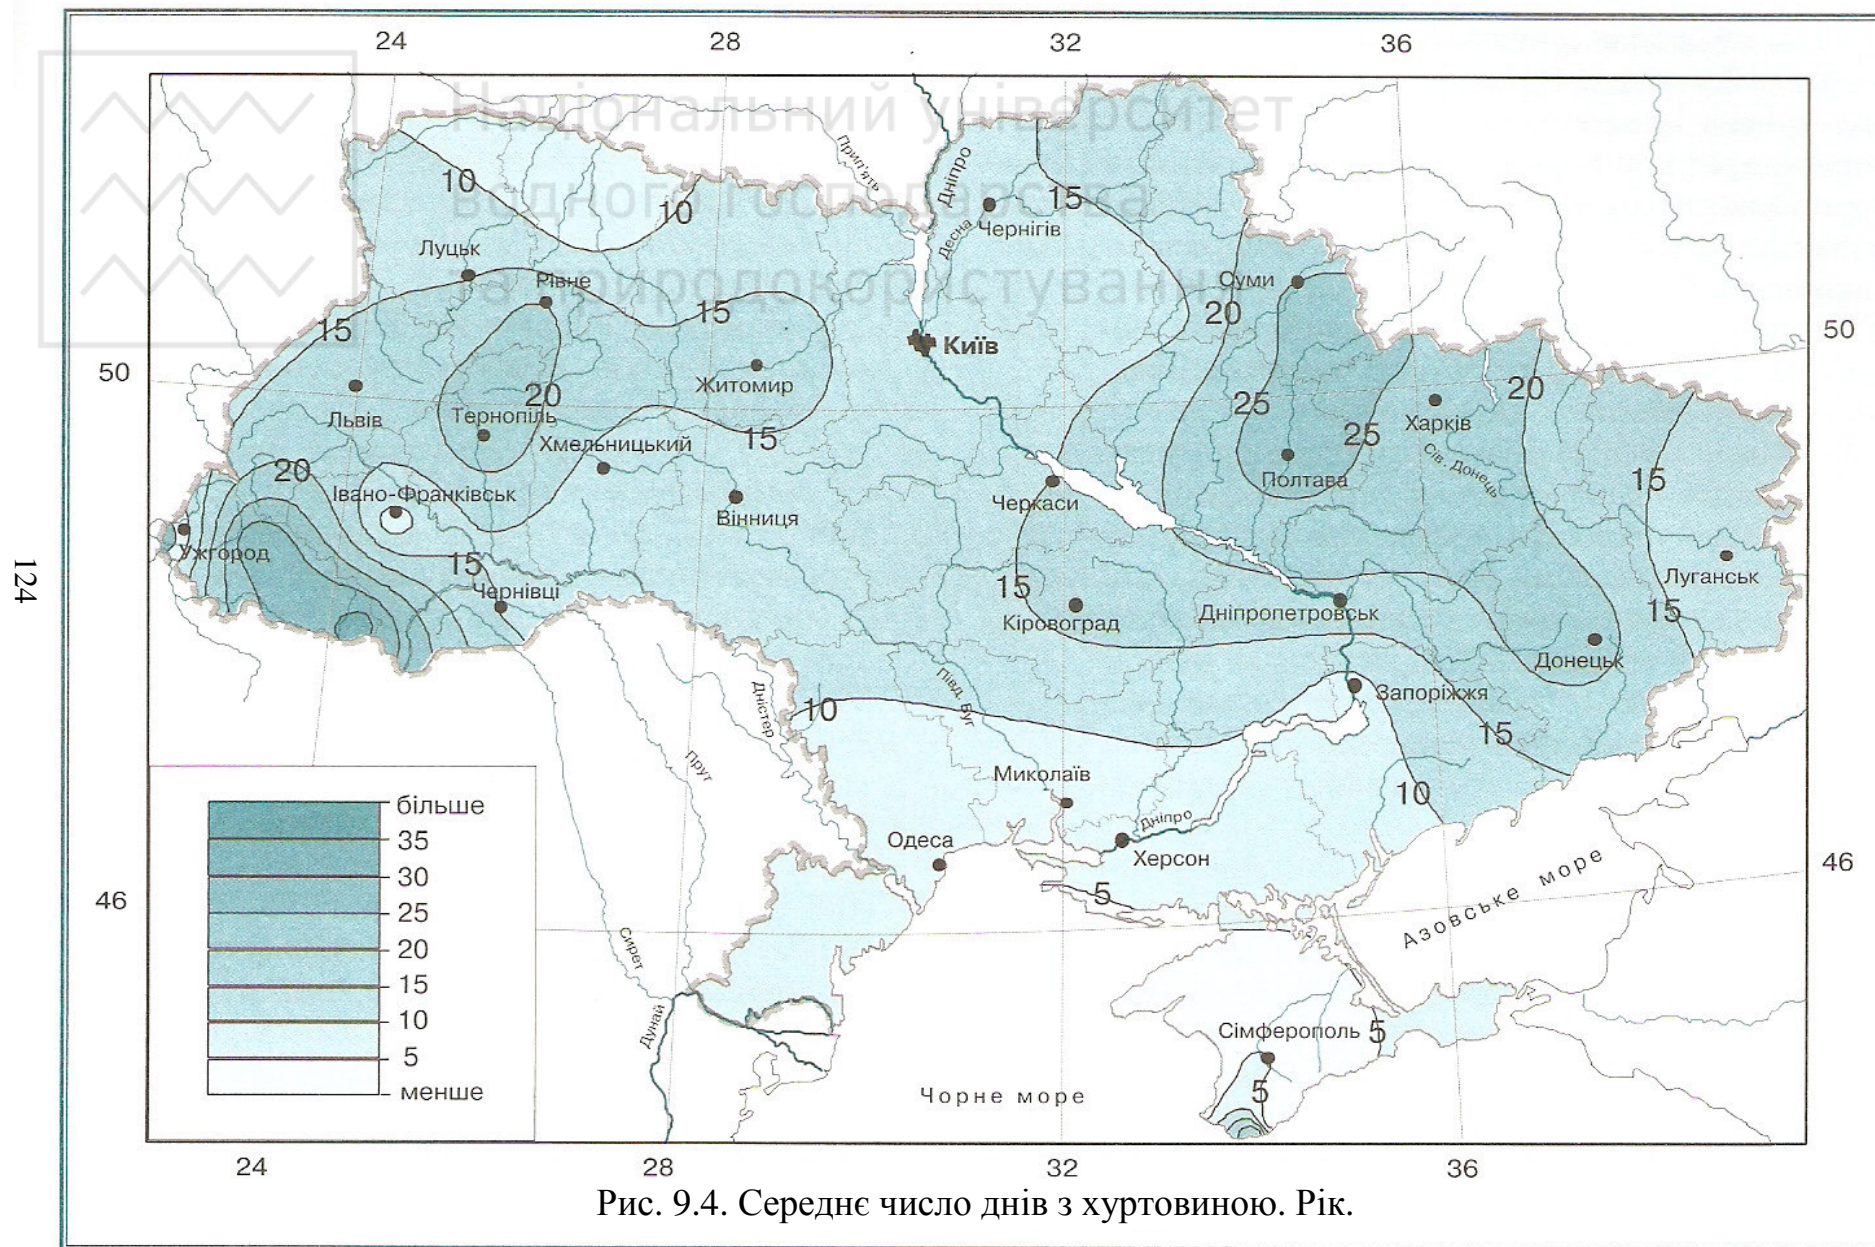 24 28 32 36
Національний університет
водного господарства
та природокористування
Прип'ять
Дніпро
10
15
10
Десна
Чернігів
Луцьк
Рівне
Суми
15
15
20
50
Київ
50
Житомир
20
20
25
Львів
Тернопіль
Хмельницький
15
25
Харків
Сів. Донець
20
Івано-Франківськ
Полтава
15
Черкаси
Вінниця
Ужгород
15
Чернівці
15
Кіровоград
Дніпропетровськ
Луганськ
15
124
Донецьк
Дністер
Півд. Буг
10
Запоріжжя
15
Прут
Миколаїв
10
більше
35
30
25
20
15
10
5
менше
Дніпро
Одеса
Херсон
46
Азовське море
46
5
Сирет
Дунай
Сімферополь
5
5
Чорне море
24 28 32 36
Рис. 9.4. Середнє число днів з хуртовиною. Рік.